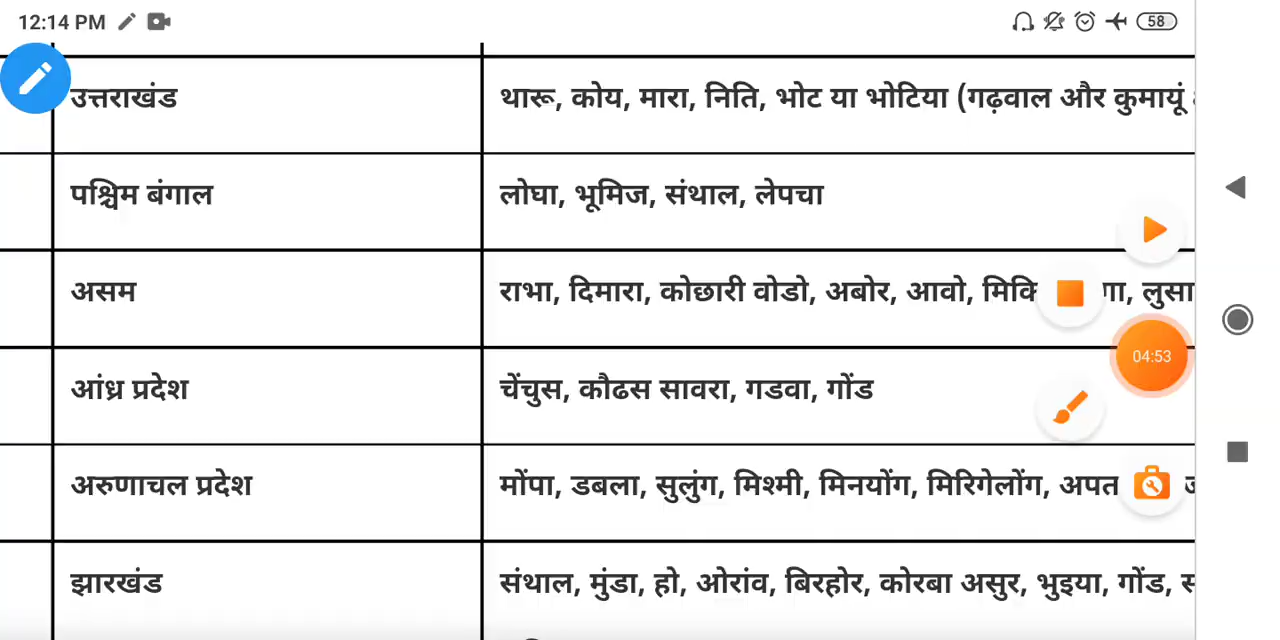 12:14 PM 58
उत्तराखंड थारू, कोय, मारा, निति, भोट या भोटिया (गढ़वाल और कुमायूं
पश्चिम बंगाल लोघा, भूमिज, संथाल, लेपचा
असम राभा, दिमारा, कोछारी वोडो, अबोर, आवो,
04:53
आंध्र प्रदेश चेंचुस, कौढस सावरा, गडवा, गोंड
अरुणाचल प्रदेश मोंपा, डबला, सुलुंग, मिश्मी, मिनयोंग, मिरिगेलोंग,
झारखंड संथाल, मुंडा, हो, ओरांव, बिरहोर, कोरबा असुर, भुइया, गोंड,